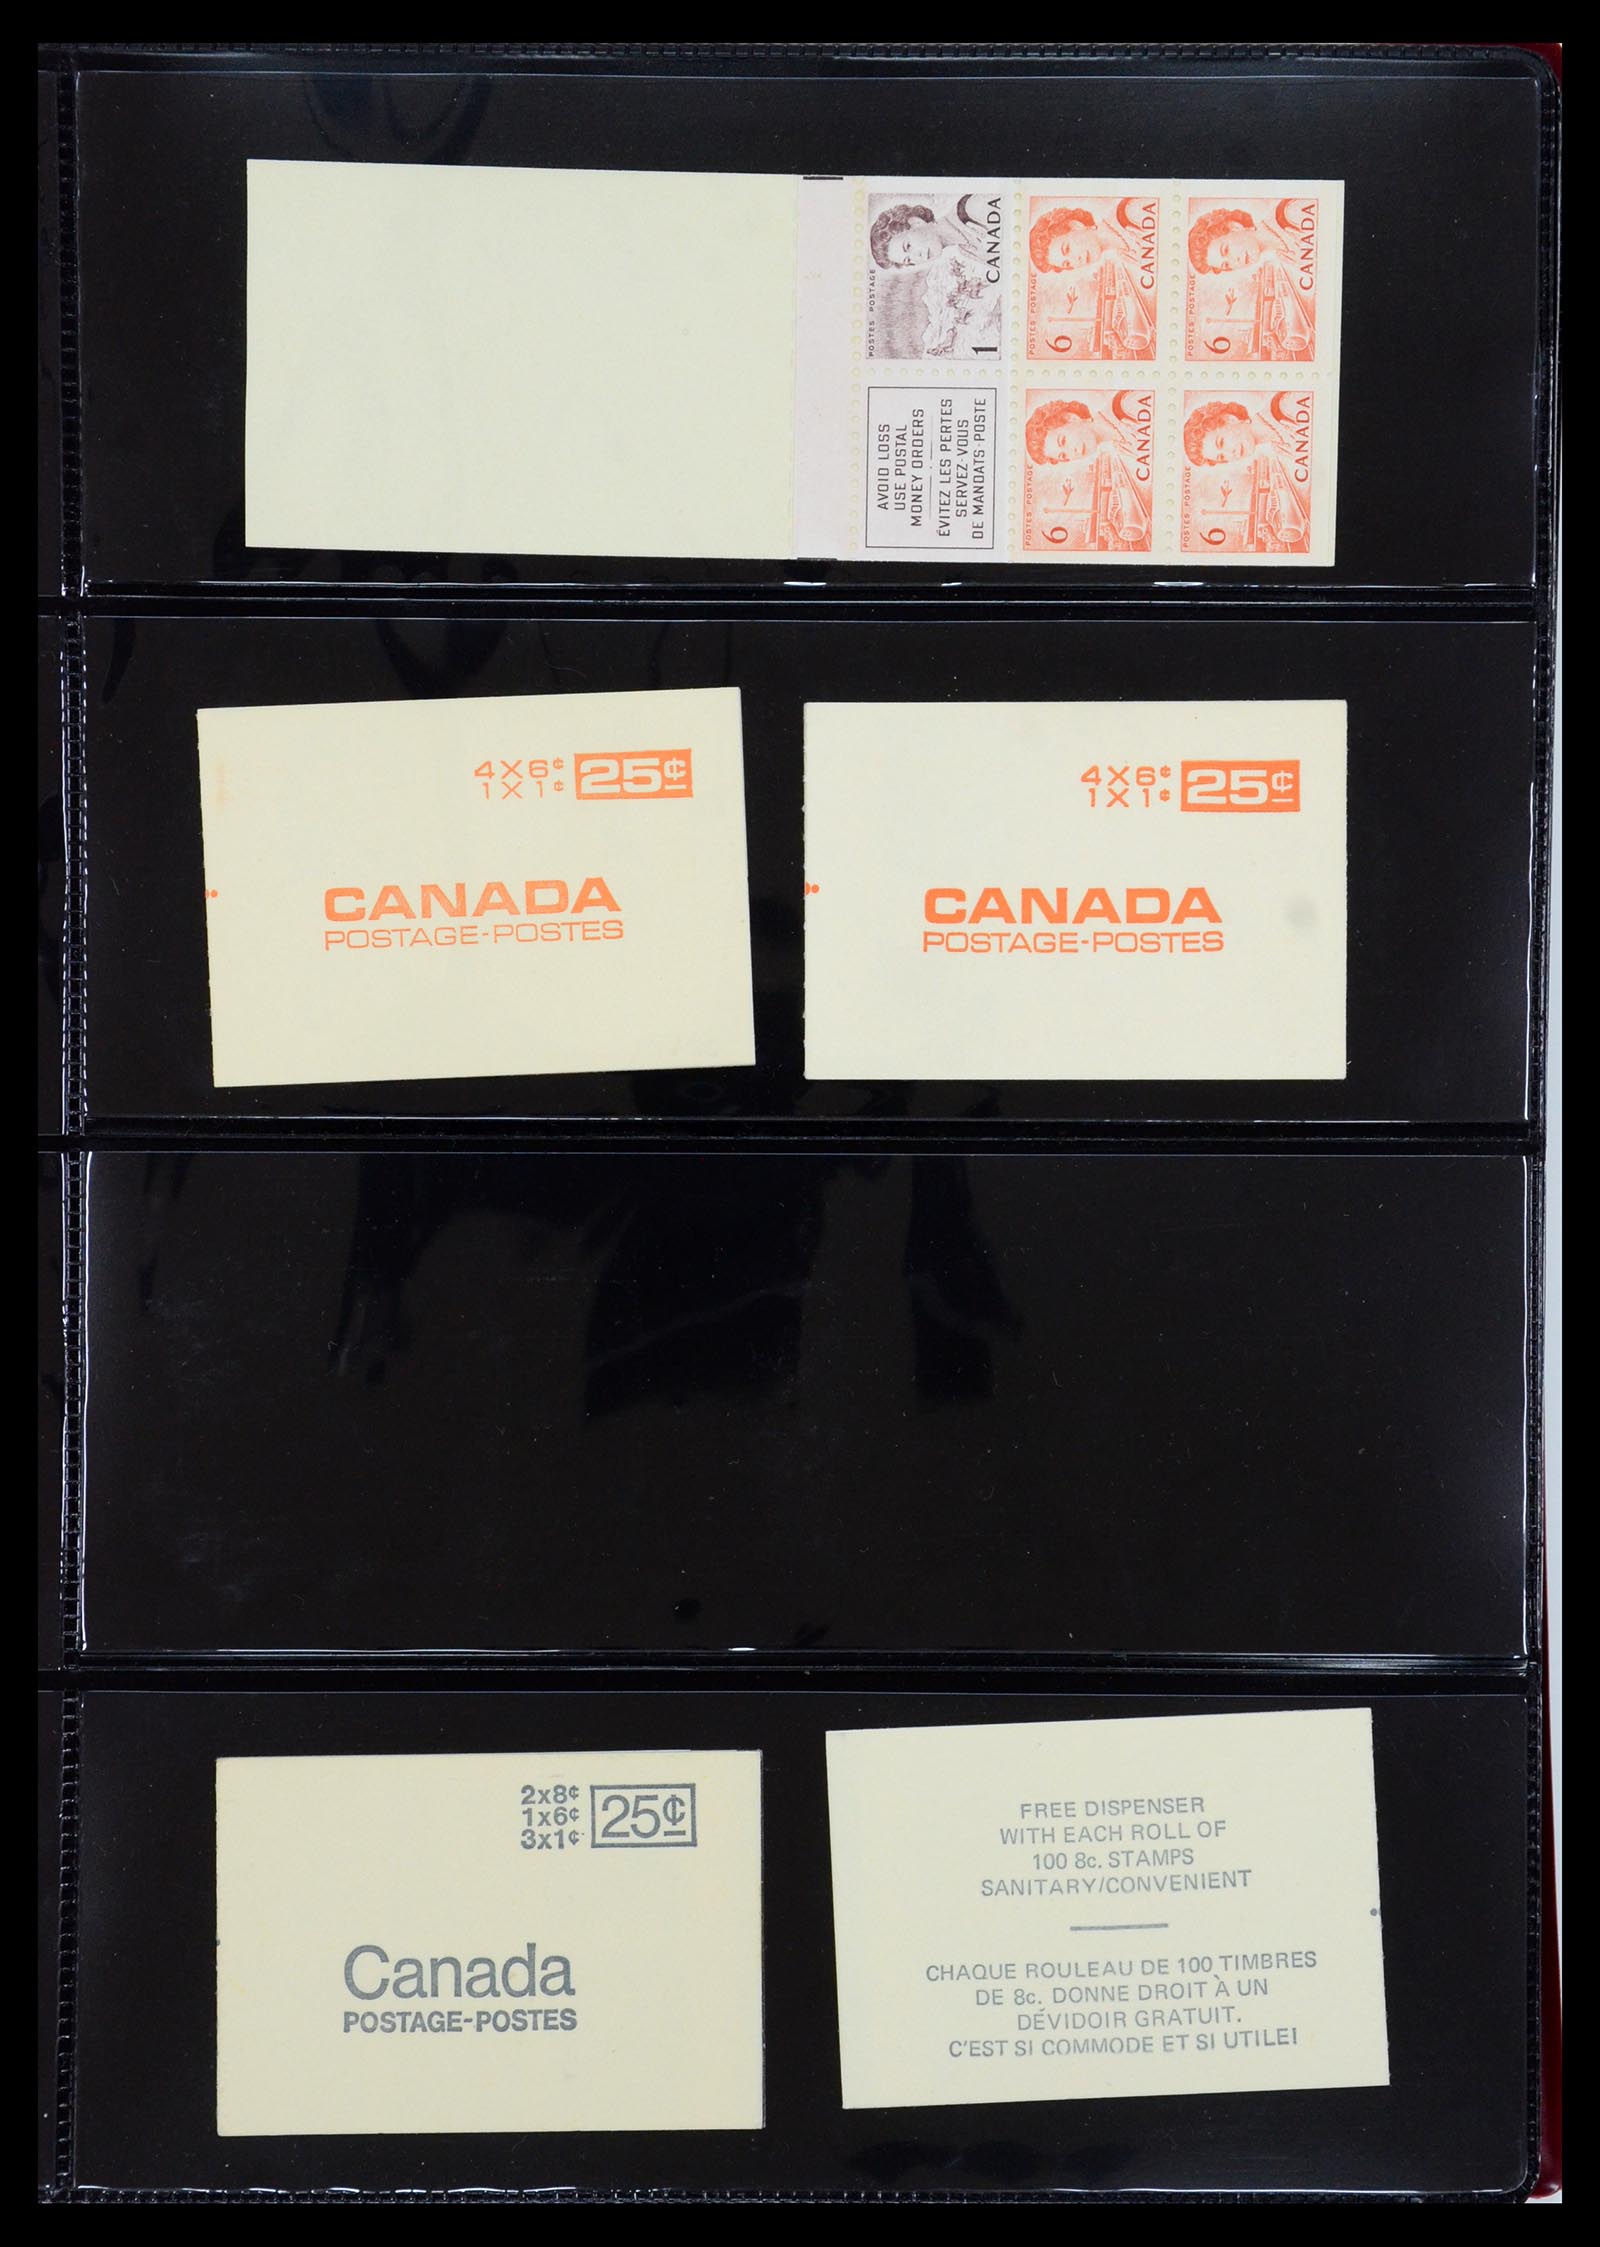 POSTES POSTAGE
1
CANADA
POSTES POSTAGE
6
CANADA
POSTES POSTAGE
6
CANADA
AVOID LOSS
USE POSTAL
MONEY ORDERS
ÉVITEZ LES PERTES
SERVEZ-VOUS
DE MANDATS-POSTE
POSTES POSTAGE
6
CANADA
POSTES POSTAGE
6
CANADA
4X6¢ 25¢
1X1¢
CANADA
POSTAGE-POSTES
4X6¢ 25¢
1X1¢
CANADA
POSTAGE-POSTES
2x8¢
1x6¢ 25¢
3x1¢
Canada
POSTAGE-POSTES
FREE DISPENSER
WITH EACH ROLL OF
100 8c. STAMPS
SANITARY/CONVENIENT
CHAQUE ROULEAU DE 100 TIMBRES
DE 8c. DONNE DROIT À UN
DÉVIDOIR GRATUIT.
C'EST SI COMMODE ET SI UTILE!